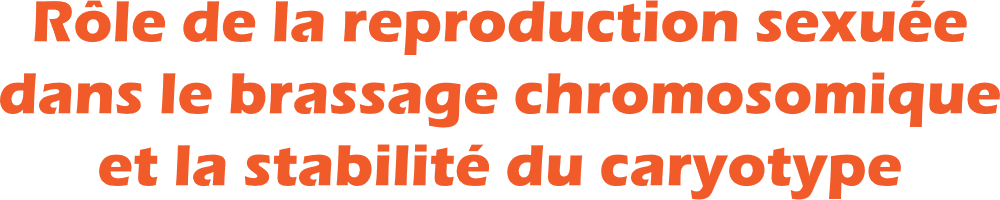 Rôle de la reproduction sexuée
dans le brassage chromosomique
et la stabilité du caryotype